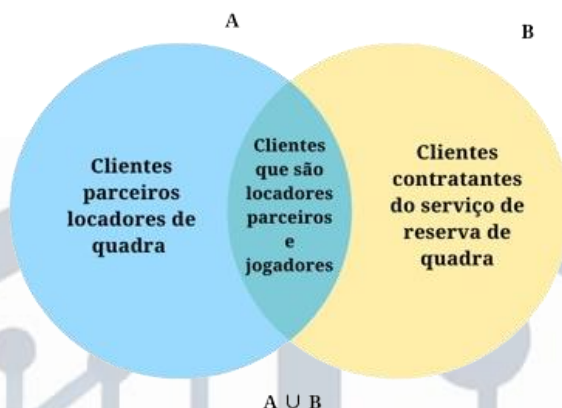 A
B
Clientes
parceiros
locadores de
quadra
Clientes
que são
locadores
parceiros
e
jogadores
Clientes
contratantes
do serviço de
reserva de
quadra
A ∪ B